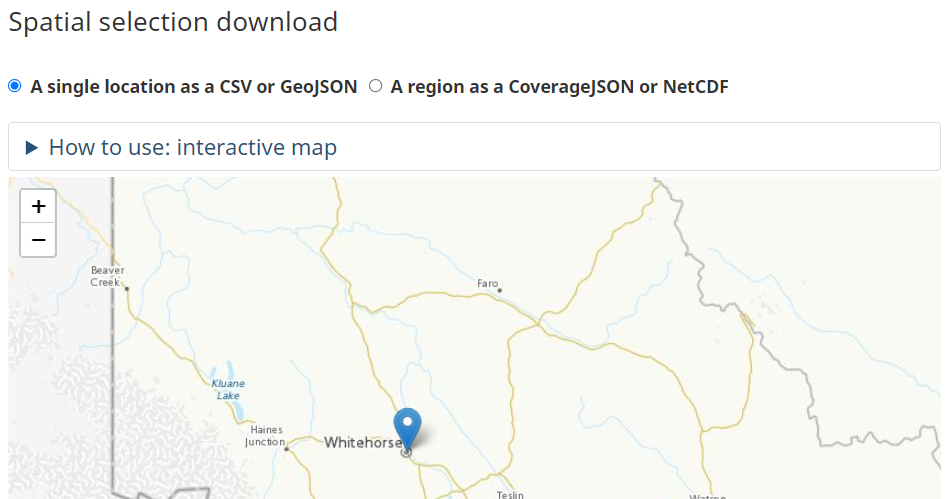 Spatial selection download
A single location as a CSV or GeoJSON
A region as a CoverageJSON or NetCDF
How to use: interactive map
+
−
Beaver
Creek
Faro
Kluane
Lake
Haines
Junction
Whitehorse
Teslin
Watson